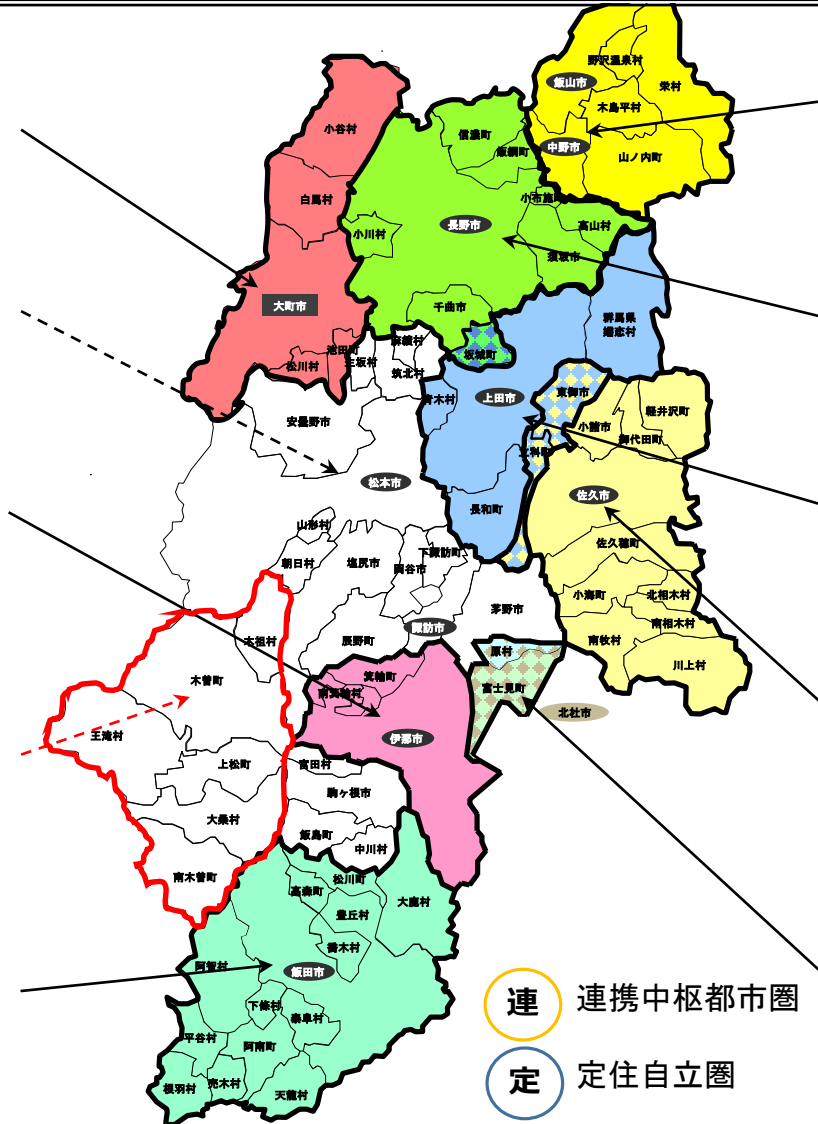 野沢温泉村
飯山市
栄村
木島平村
中野市
山ノ内町
小谷村
信濃町
飯綱町
白馬村
小布施町
高山村
長野市
小川村
須坂市
大町市
千曲市
群馬県
嬬恋村
坂城町
麻績村
池田町
生坂村
筑北村
松川村
青木村
上田市
東御市
軽井沢町
小諸市
御代田町
安曇野市
立科町
松本市
佐久市
長和町
山形村
朝日村
塩尻市
下諏訪町
岡谷市
佐久穂町
小海町
北相木村
茅野市
南相木村
諏訪市
木祖村
辰野町
原村
南牧村
川上村
木曽町
箕輪町
南箕輪村
富士見町
北杜市
王滝村
伊那市
上松町
宮田村
駒ヶ根市
大桑村
飯島町
中川村
南木曽町
松川町
高森町
大鹿村
豊丘村
喬木村
阿智村
飯田市
下條村
泰阜村
平谷村
阿南町
根羽村
売木村
天龍村
連 連携中枢都市圏
定 定住自立圏